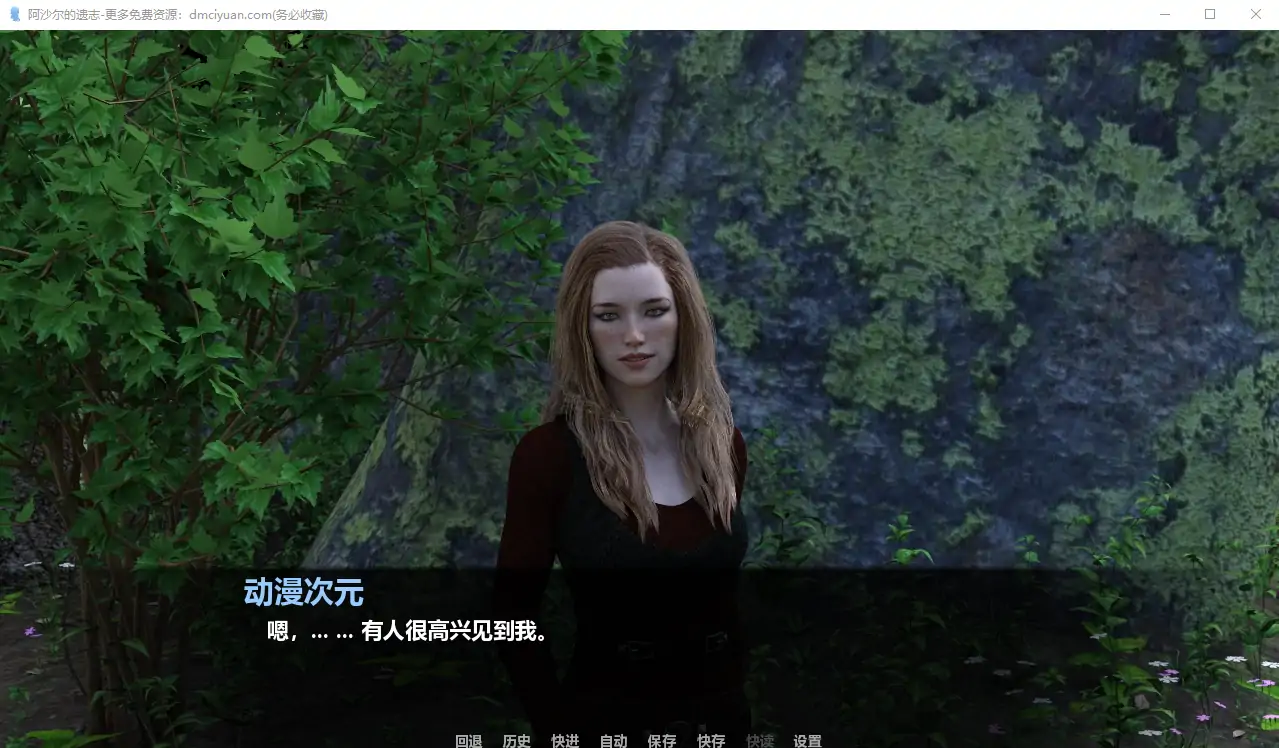 阿沙尔的遗志-更多免费资源：dmciyuan.com(务必收藏)
动漫次元
嗯，... ... 有人很高兴见到我。
回退 历史 快进 自动 保存 快存 快读 设置